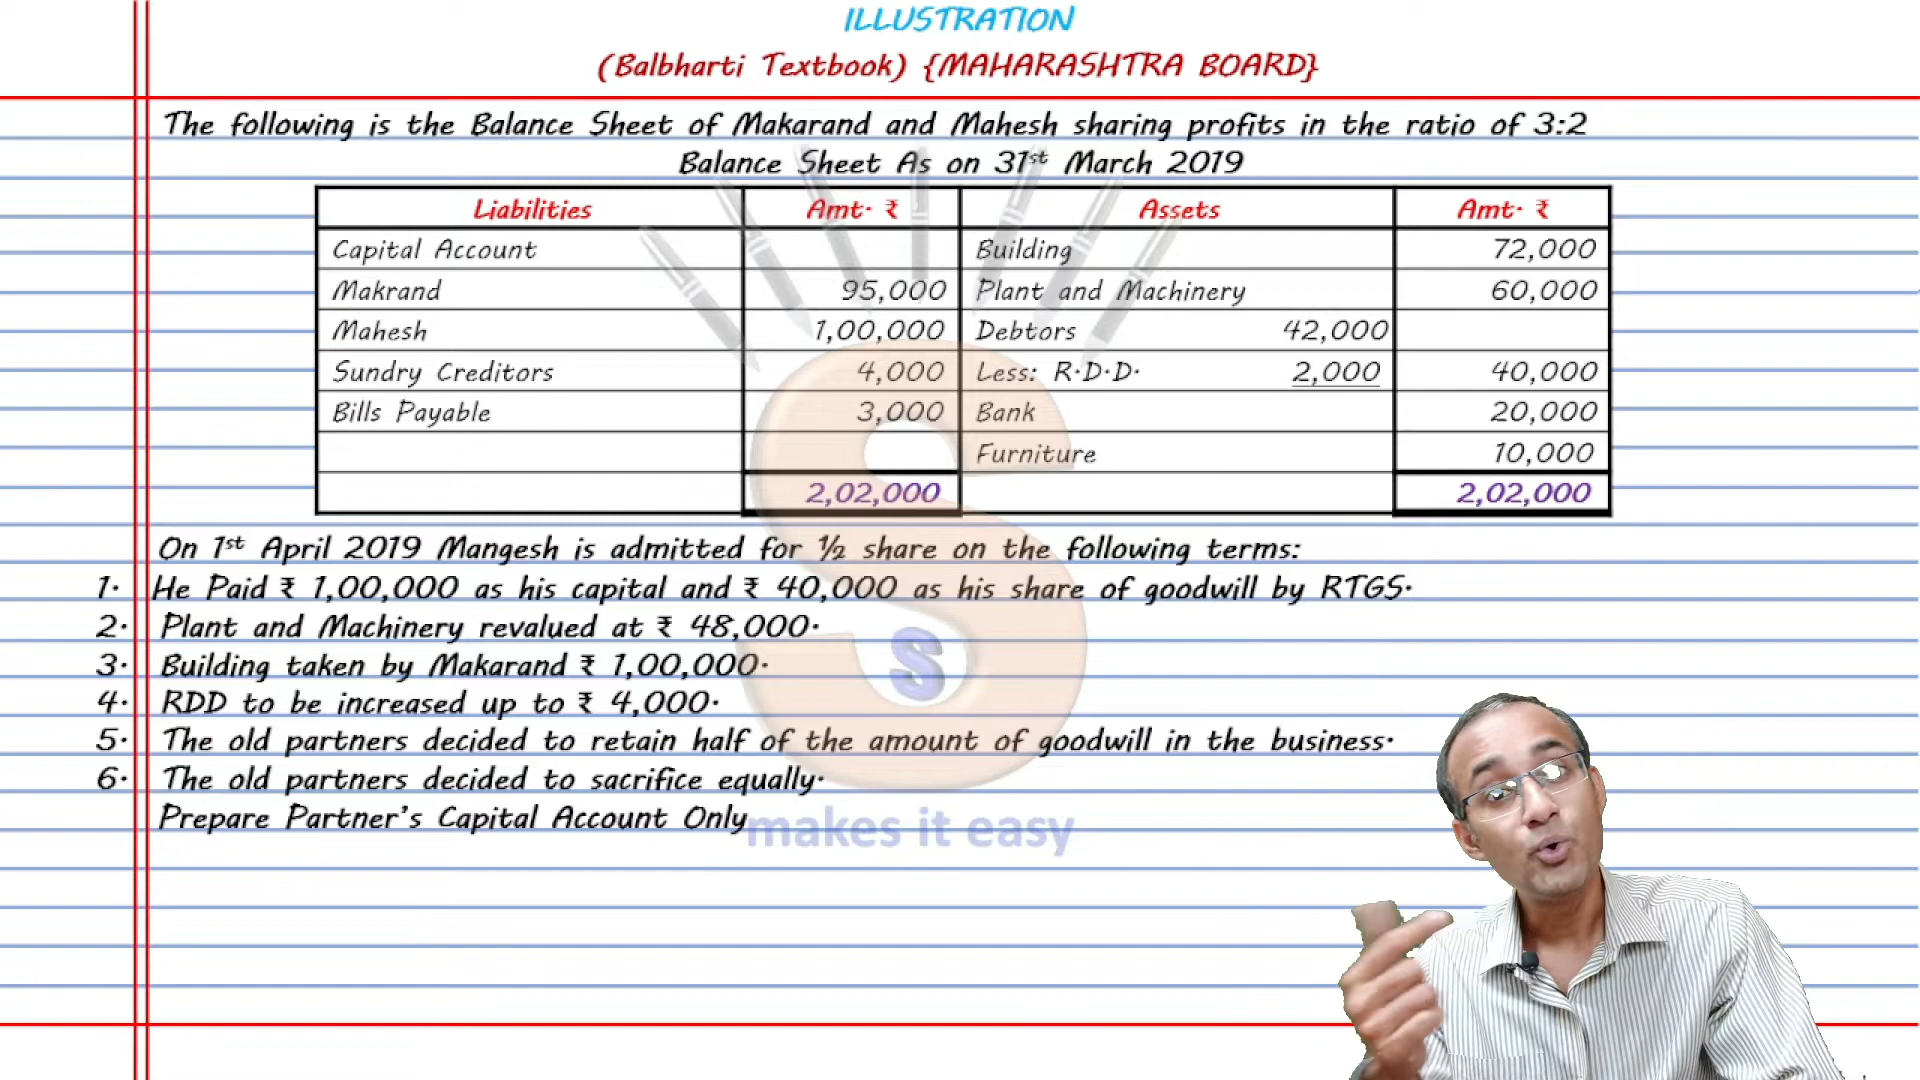 ILLUSTRATION
(Balbharti Textbook) {MAHARASHTRA BOARD}
The following is the Balance Sheet of Makarand and Mahesh sharing profits in the ratio of 3:2
Balance Sheet As on 31st March 2019
Liabilities Amt. ₹ Assets Amt. ₹
Capital Account Building 72,000
Makrand 95,000 Plant and Machinery 60,000
Mahesh 1,00,000 Debtors 42,000
Sundry Creditors 4,000 Less: R.D.D. 2,000 40,000
Bills Payable 3,000 Bank 20,000
Furniture 10,000
2,02,000 2,02,000
On 1st April 2019 Mangesh is admitted for ½ share on the following terms:
1. He Paid ₹ 1,00,000 as his capital and ₹ 40,000 as his share of goodwill by RTGS.
2. Plant and Machinery revalued at ₹ 48,000.
3. Building taken by Makarand ₹ 1,00,000.
4. RDD to be increased up to ₹ 4,000.
5. The old partners decided to retain half of the amount of goodwill in the business.
6. The old partners decided to sacrifice equally.
Prepare Partner's Capital Account Only
S
S
makes it easy